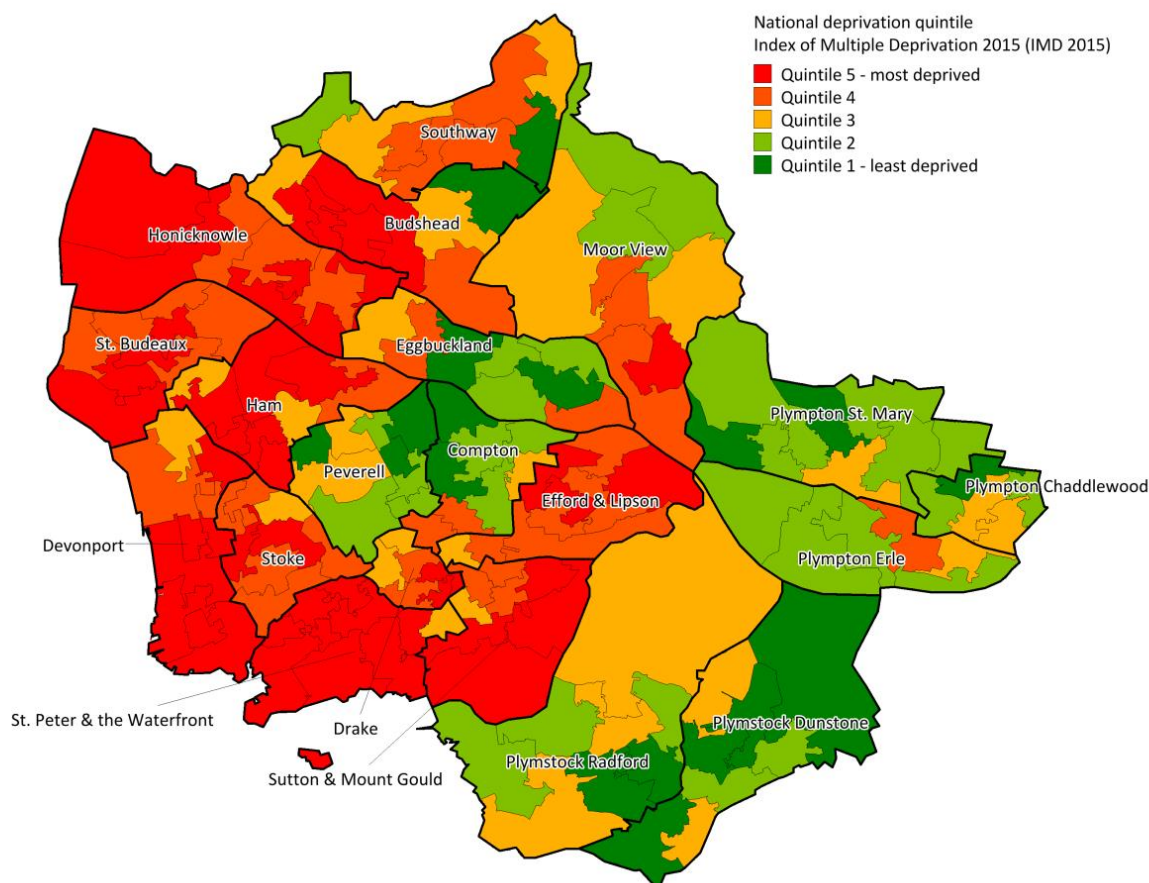 National deprivation quintile
Index of Multiple Deprivation 2015 (IMD 2015)
Quintile 5 - most deprived
Quintile 4
Quintile 3
Quintile 2
Quintile 1 - least deprived
Southway
Budshead
Honicknowle
Moor View
St. Budeaux
Eggbuckland
Ham
Plympton St. Mary
Compton
Peverell
Plympton Chaddlewood
Efford & Lipson
Devonport
Stoke
Plympton Erle
St. Peter & the Waterfront
Drake
Plymstock Dunstone
Plymstock Radford
Sutton & Mount Gould